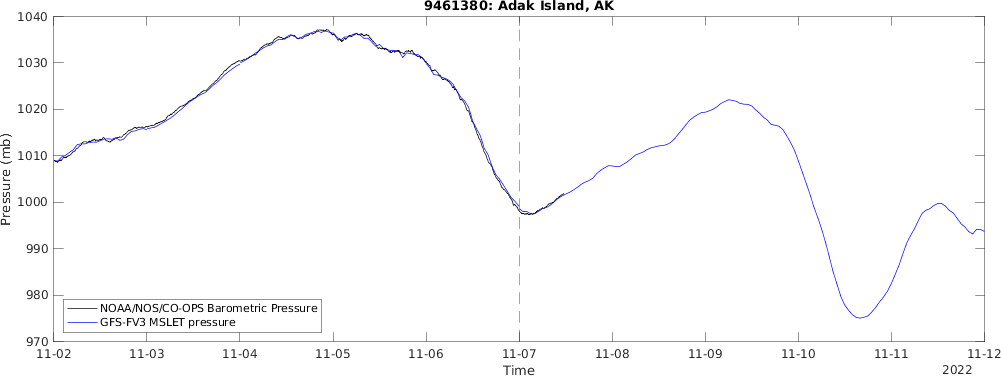 9461380: Adak Island, AK
1040
1030
1020
1010
1000
990
980
970
Pressure (mb)
NOAA/NOS/CO-OPS Barometric Pressure
GFS-FV3 MSLET pressure
11-02 11-03 11-04 11-05 11-06 11-07 11-08 11-09 11-10 11-11 11-12
Time
2022